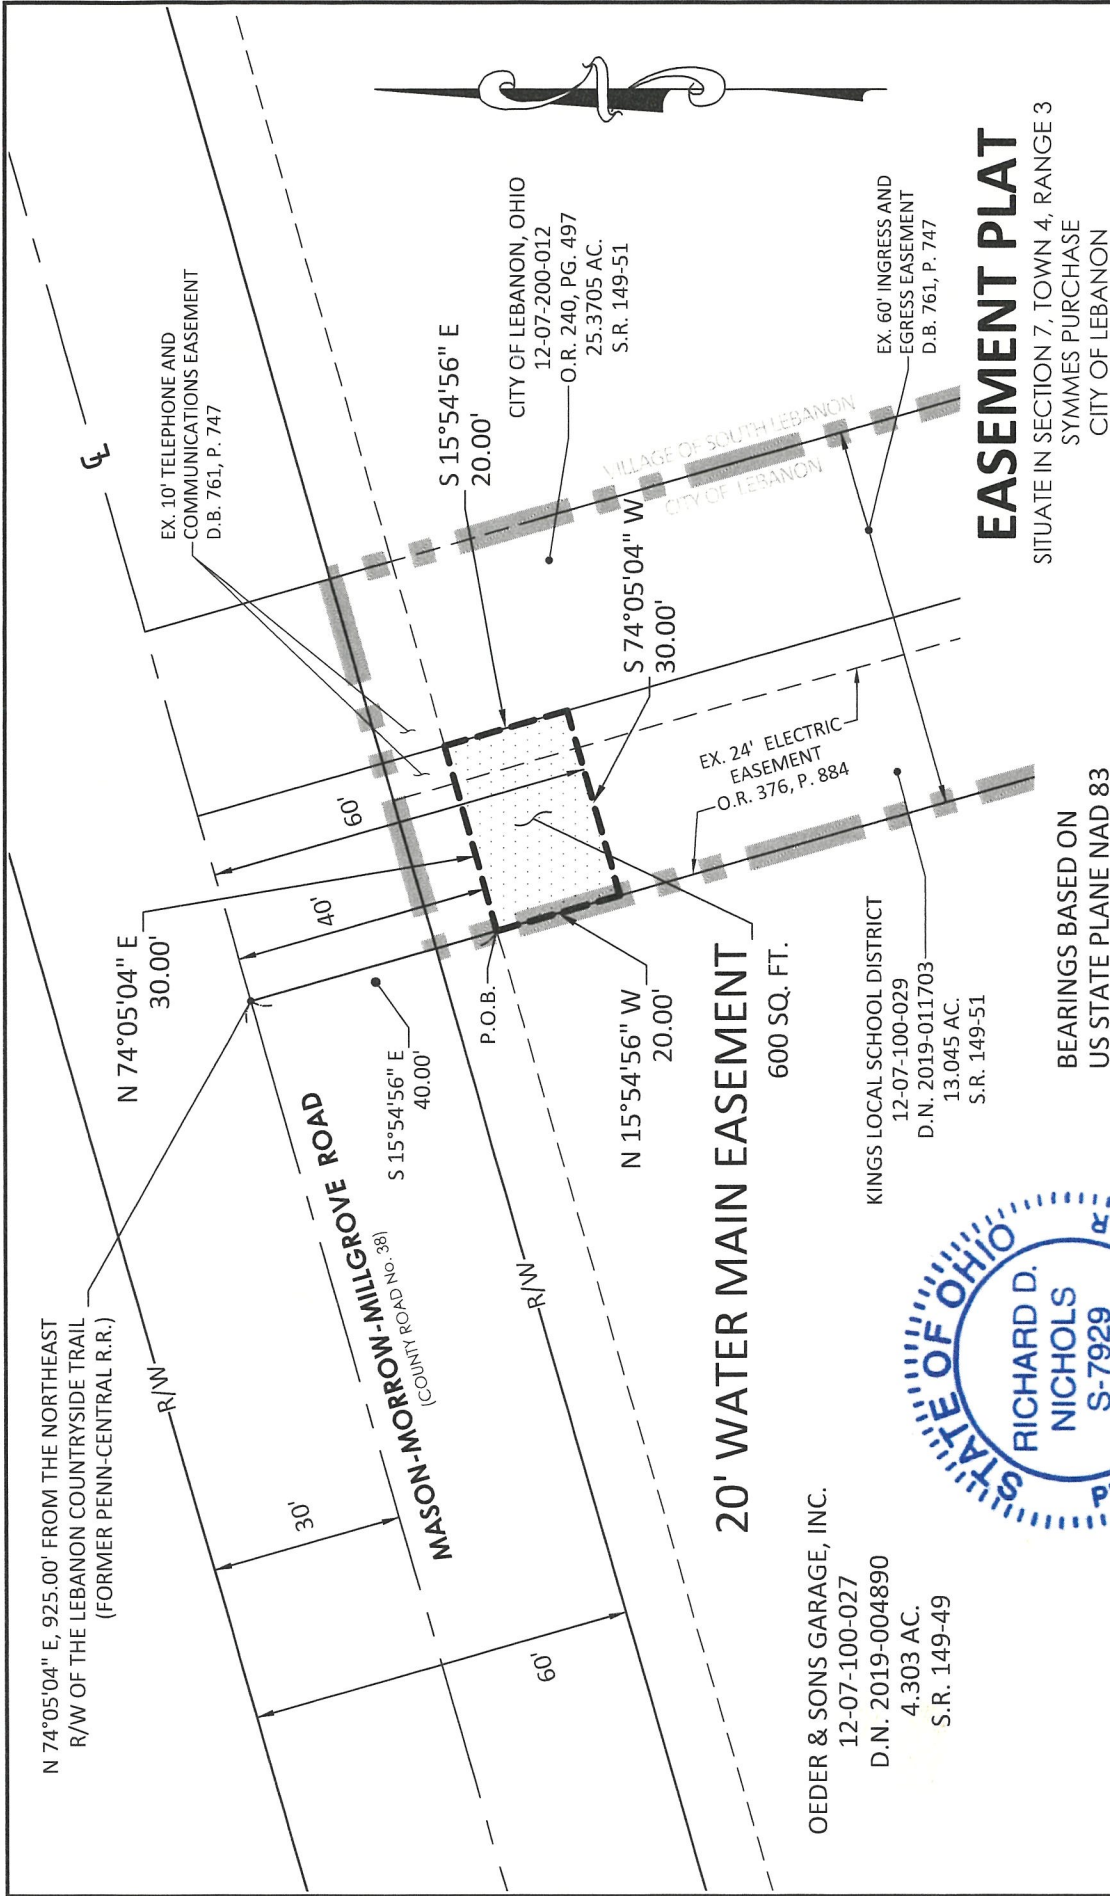 N 74°05'04" E, 925.00' FROM THE NORTHEAST
R/W OF THE LEBANON COUNTRYSIDE TRAIL
(FORMER PENN-CENTRAL R.R.)
R/W
30'
60'
MASON-MORROW-MILLGROVE ROAD
(COUNTY ROAD No. 38)
R/W
N 74°05'04" E
30.00'
S 15°54'56" E
40.00'
40'
60'
P.O.B.
EX. 10' TELEPHONE AND
COMMUNICATIONS EASEMENT
D.B. 761, P. 747
S 15°54'56" E
20.00'
CITY OF LEBANON, OHIO
12-07-200-012
O.R. 240, PG. 497
25.3705 AC.
S.R. 149-51
VILLAGE OF SOUTH LEBANON
CITY OF LEBANON
S 74°05'04" W
30.00'
N 15°54'56" W
20.00'
20' WATER MAIN EASEMENT
600 SQ. FT.
EX. 24' ELECTRIC
EASEMENT
O.R. 376, P. 884
EX. 60' INGRESS AND
EGRESS EASEMENT
D.B. 761, P. 747
OEDER & SONS GARAGE, INC.
12-07-100-027
D.N. 2019-004890
4.303 AC.
S.R. 149-49
KINGS LOCAL SCHOOL DISTRICT
12-07-100-029
D.N. 2019-011703
13.045 AC.
S.R. 149-51
STATE OF OHIO
RICHARD D.
NICHOLS
S-7929
BEARINGS BASED ON
US STATE PLANE NAD 83
EASEMENT PLAT
SITUATE IN SECTION 7, TOWN 4, RANGE 3
SYMMES PURCHASE
CITY OF LEBANON